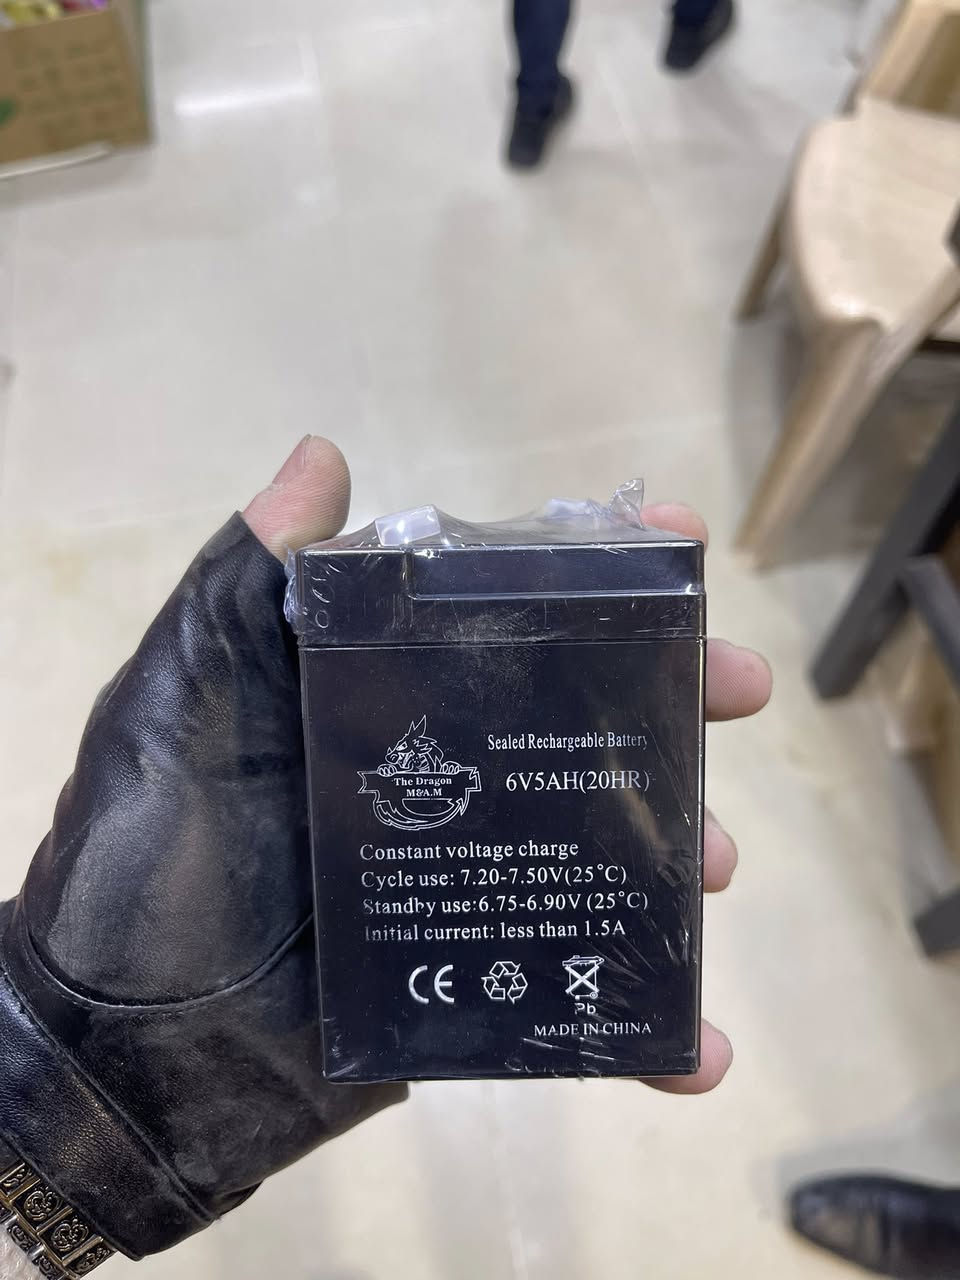 Sealed Rechargeable Battery
The Dragon
M&A.M
6V5AH(20HR)
Constant voltage charge
Cycle use: 7.20-7.50V(25°C)
Standby use:6.75-6.90V (25°C)
Initial current: less than 1.5A
CE
Pb
MADE IN CHINA